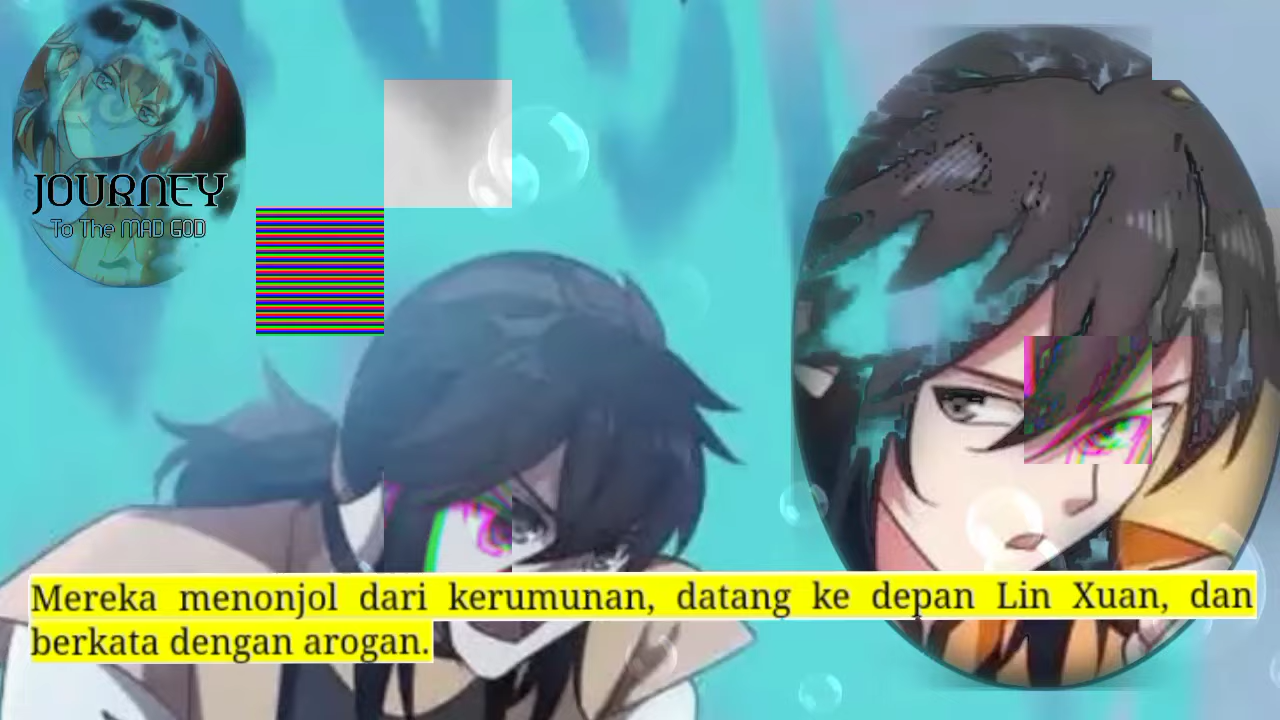 JOURNEY
To The MAD GOD
Mereka menonjol dari kerumunan, datang ke depan Lin Xuan, dan
berkata dengan arogan.